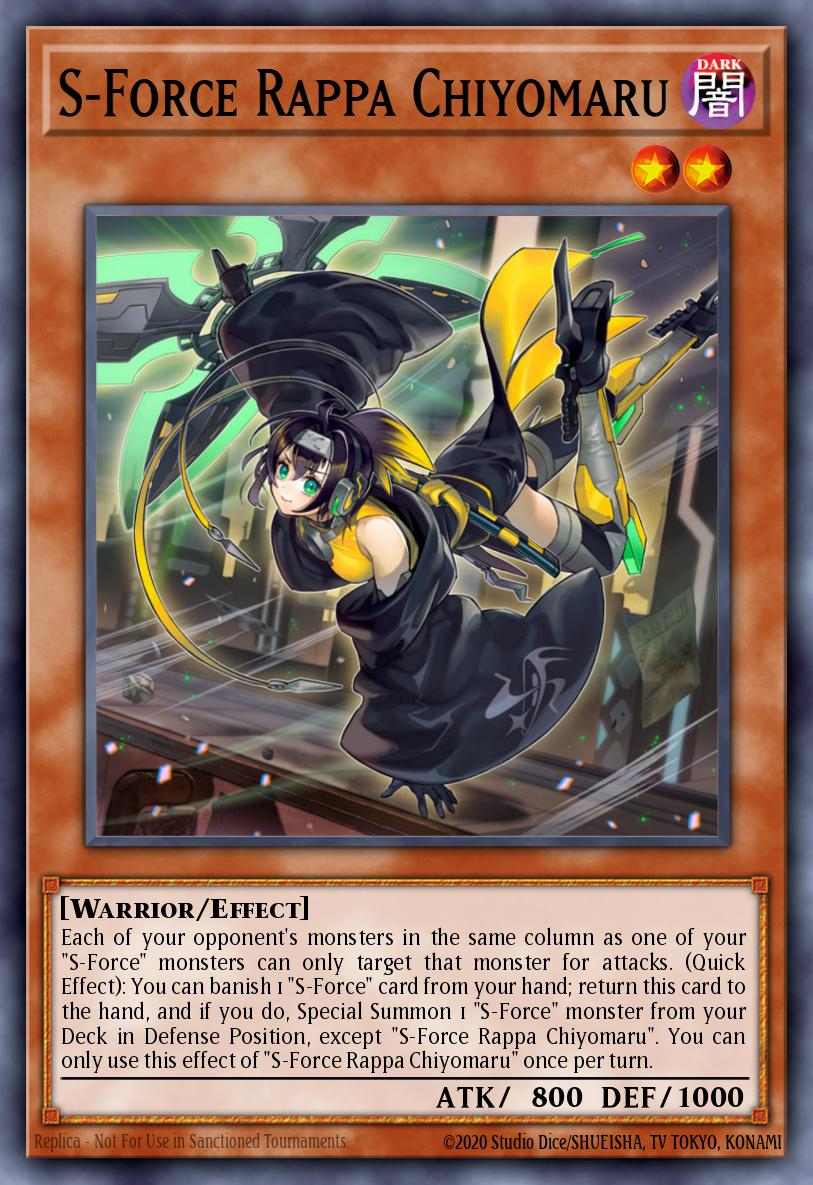 S-Force Rappa Chiyomaru
DARK
闇
[Warrior/Effect]
Each of your opponent's monsters in the same column as one of your
"S-Force" monsters can only target that monster for attacks. (Quick
Effect): You can banish 1 "S-Force" card from your hand; return this card to
the hand, and if you do, Special Summon 1 "S-Force" monster from your
Deck in Defense Position, except "S-Force Rappa Chiyomaru". You can
only use this effect of "S-Force Rappa Chiyomaru" once per turn.
ATK/ 800 DEF/1000
Replica - Not For Use in Sanctioned Tournaments.
©2020 Studio Dice/SHUEISHA, TV TOKYO, KONAMI